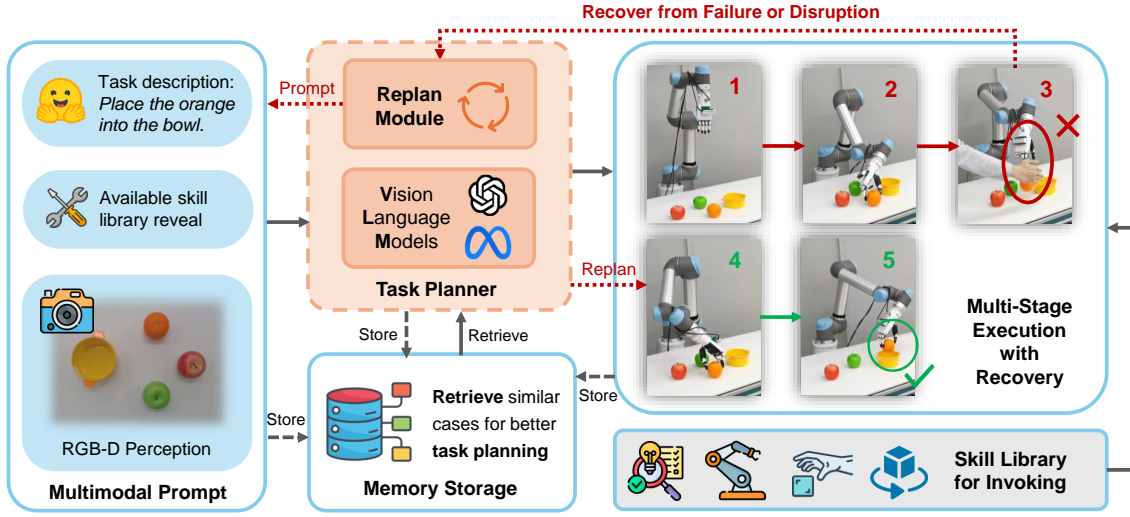 Recover from Failure or Disruption
Task description:
Place the orange
into the bowl.
Available skill
library reveal
RGB-D Perception
Multimodal Prompt
Prompt
Replan
Module
Vision
Language
Models
Task Planner
Store
Retrieve
Store
Retrieve similar
cases for better
task planning
Memory Storage
1
2
3
Replan
4
5
Multi-Stage
Execution
with
Recovery
Store
Skill Library
for Invoking